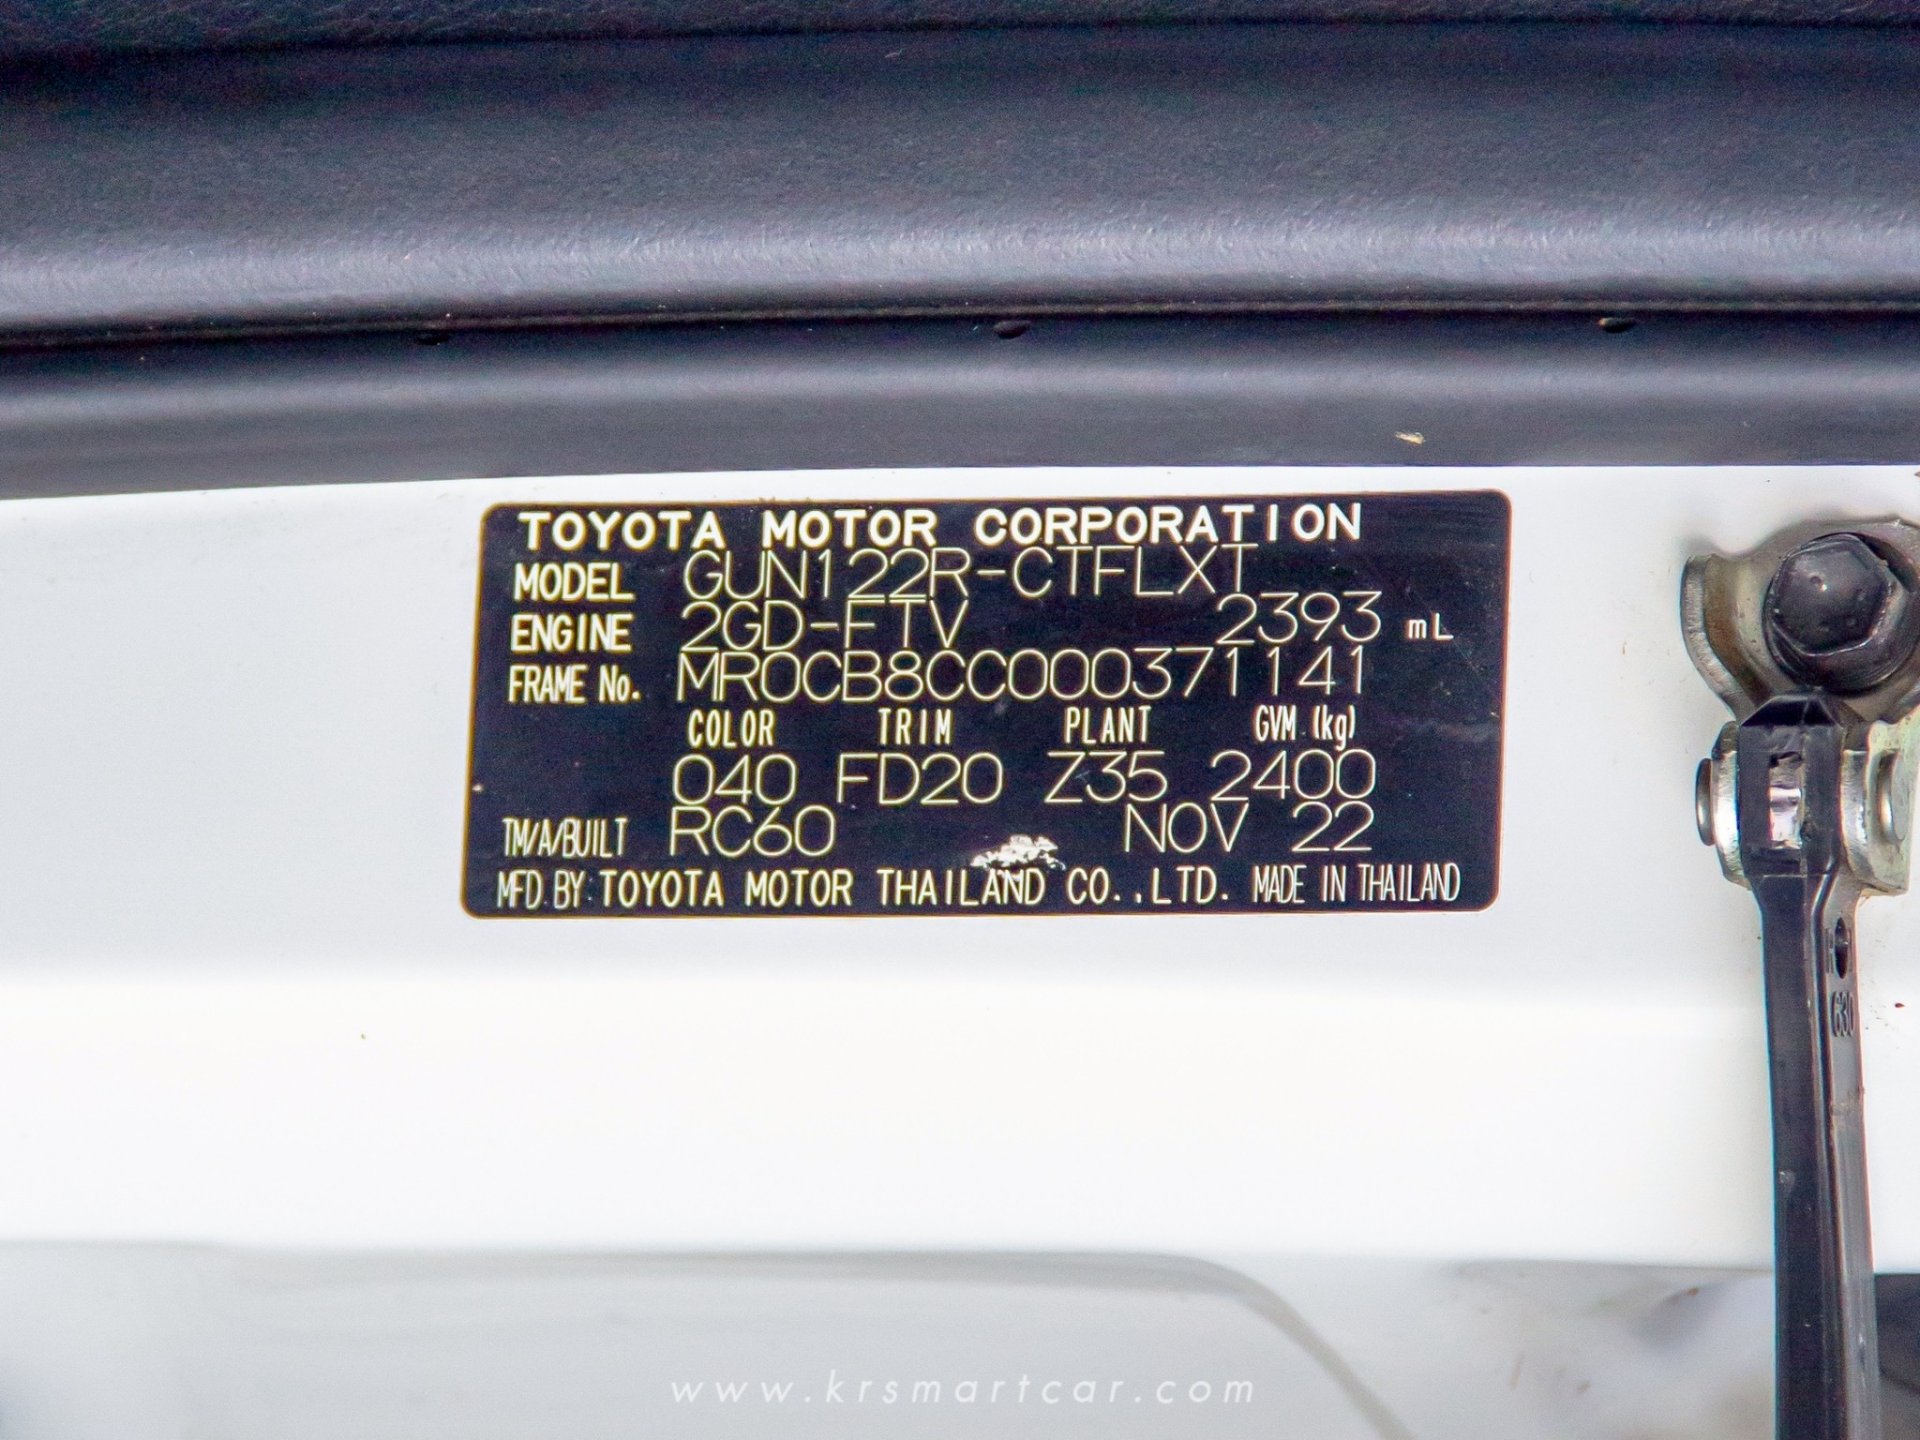 TOYOTA MOTOR CORPORATION
MODEL GUN122R-CTFLXT
ENGINE 2GD-FTV 2393 mL
FRAME No. MR0CB8CC000371141
COLOR TRIM PLANT GVM (kg)
040 FD20 Z35 2400
TM/A/BUILT RC60 NOV 22
MFD. BY: TOYOTA MOTOR THAILAND CO.,LTD. MADE IN THAILAND
630
www.krsmartcar.com